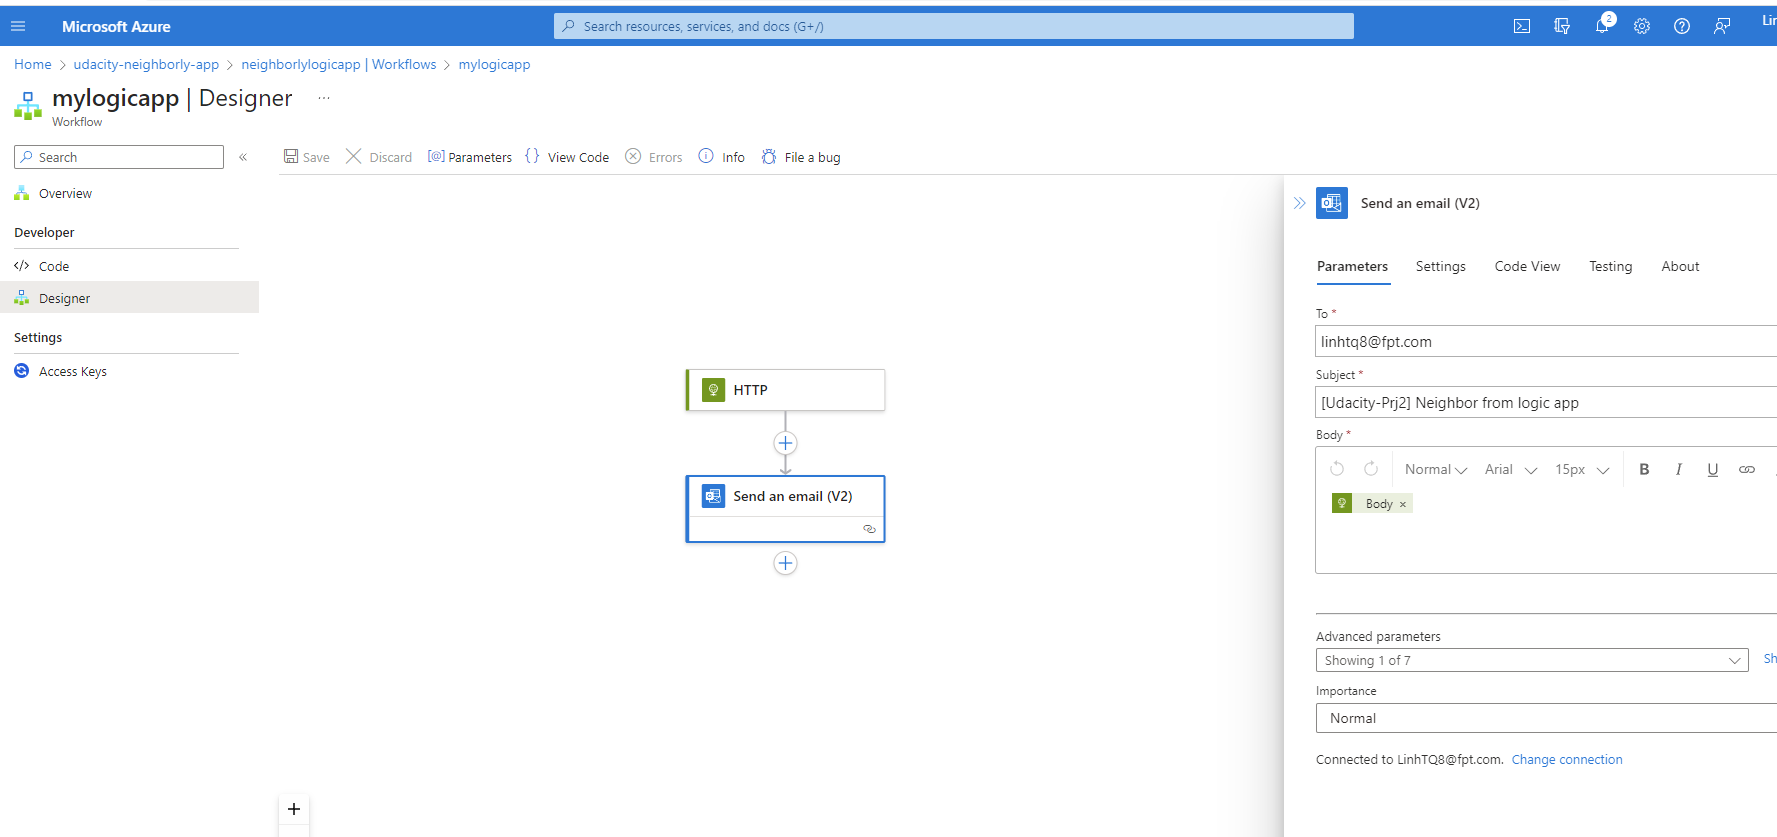 Microsoft Azure
Search resources, services, and docs (G+/)
2
Lin
Home > udacity-neighborly-app > neighborlylogicapp | Workflows > mylogicapp
mylogicapp | Designer ...
Workflow
Search
«
Save
Discard
[@] Parameters
{ } View Code
Errors
Info
File a bug
Overview
Developer
</> Code
Designer
Settings
Access Keys
HTTP
Send an email (V2)
Send an email (V2)
Parameters
Settings
Code View
Testing
About
To *
linhtq8@fpt.com
Subject *
[Udacity-Prj2] Neighbor from logic app
Body *
Normal
Arial
15px
B I U
Body ×
Advanced parameters
Showing 1 of 7
Sh
Importance
Normal
Connected to LinhTQ8@fpt.com. Change connection